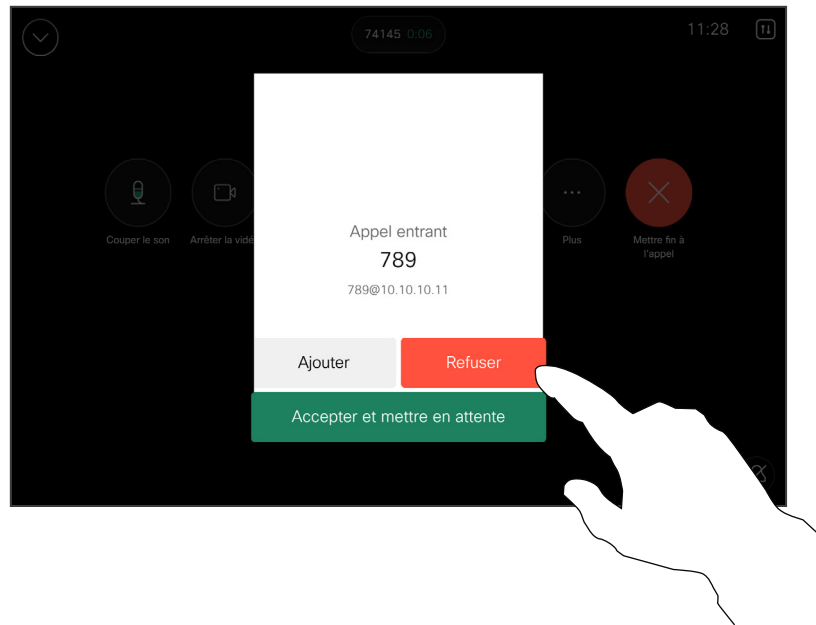 74145 0:06
11:28
Couper le son
Arrêter la vidé
Appel entrant
789
789@10.10.10.11
Plus
Mettre fin à
l'appel
Ajouter
Refuser
Accepter et mettre en attente